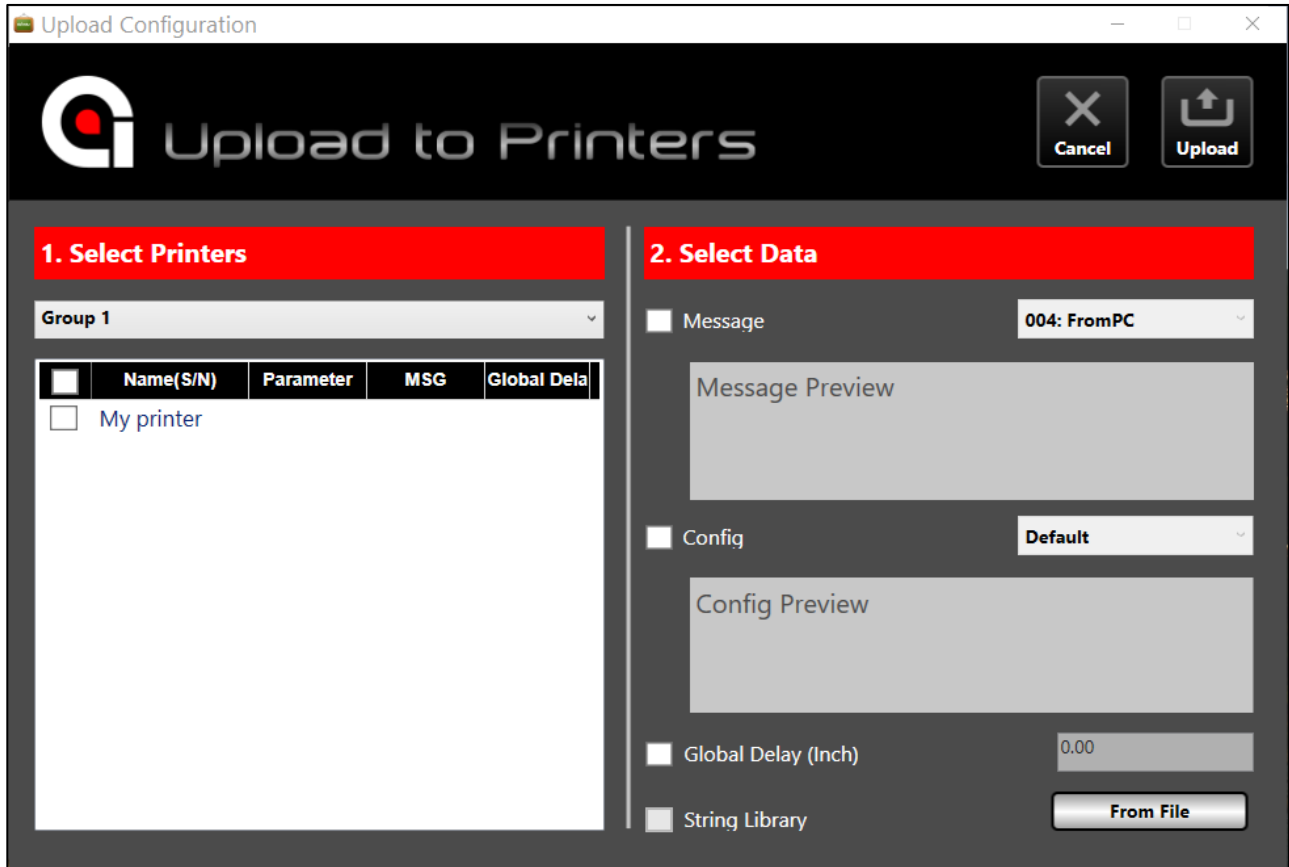 Upload Configuration
Upload to Printers
Cancel
Upload
1. Select Printers
Group 1
Name(S/N) Parameter MSG Global Dela
My printer
2. Select Data
Message 004: FromPC
Message Preview
Config Default
Config Preview
Global Delay (Inch) 0.00
String Library From File